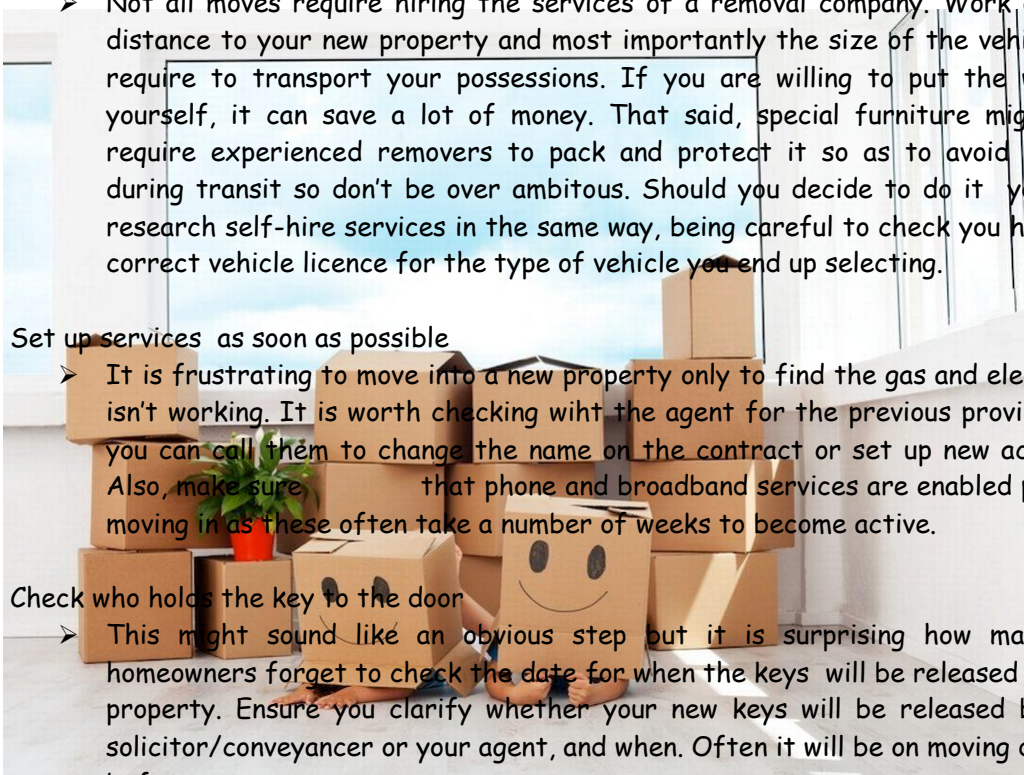 ➢ Not all moves require hiring the services of a removal company. Work
distance to your new property and most importantly the size of the
require to transport your possessions. If you are willing to put the
yourself, it can save a lot of money. That said, special furniture
require experienced removers to pack and protect it so as to avoid
during transit so don't be over ambitous. Should you decide to do it
research self-hire services in the same way, being careful to check you
correct vehicle licence for the type of vehicle you end up selecting.
Set up services as soon as possible
➢ It is frustrating to move into a new property only to find the gas and
isn't working. It is worth checking wiht the agent for the previous
you can call them to change the name on the contract or set up new
Also, make sure that phone and broadband services are enabled
moving in as these often take a number of weeks to become active.
Check who holds the key to the door
➢ This might sound like an obvious step but it is surprising how
homeowners forget to check the date for when the keys will be released
property. Ensure you clarify whether your new keys will be released
solicitor/conveyancer or your agent, and when. Often it will be on moving